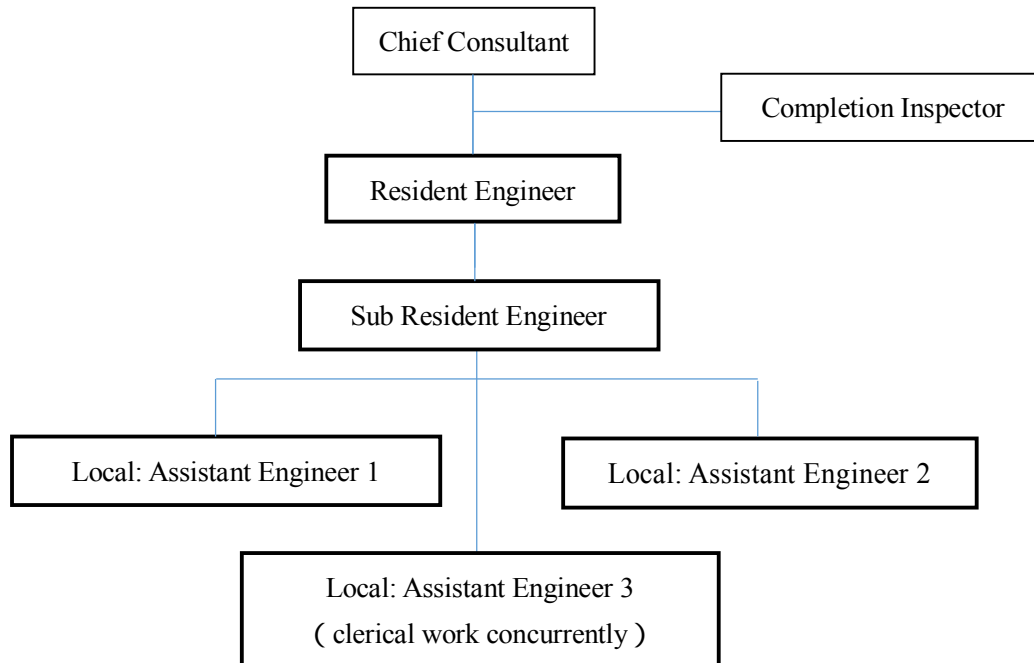 Chief Consultant
Completion Inspector
Resident Engineer
Sub Resident Engineer
Local: Assistant Engineer 1
Local: Assistant Engineer 2
Local: Assistant Engineer 3
( clerical work concurrently )